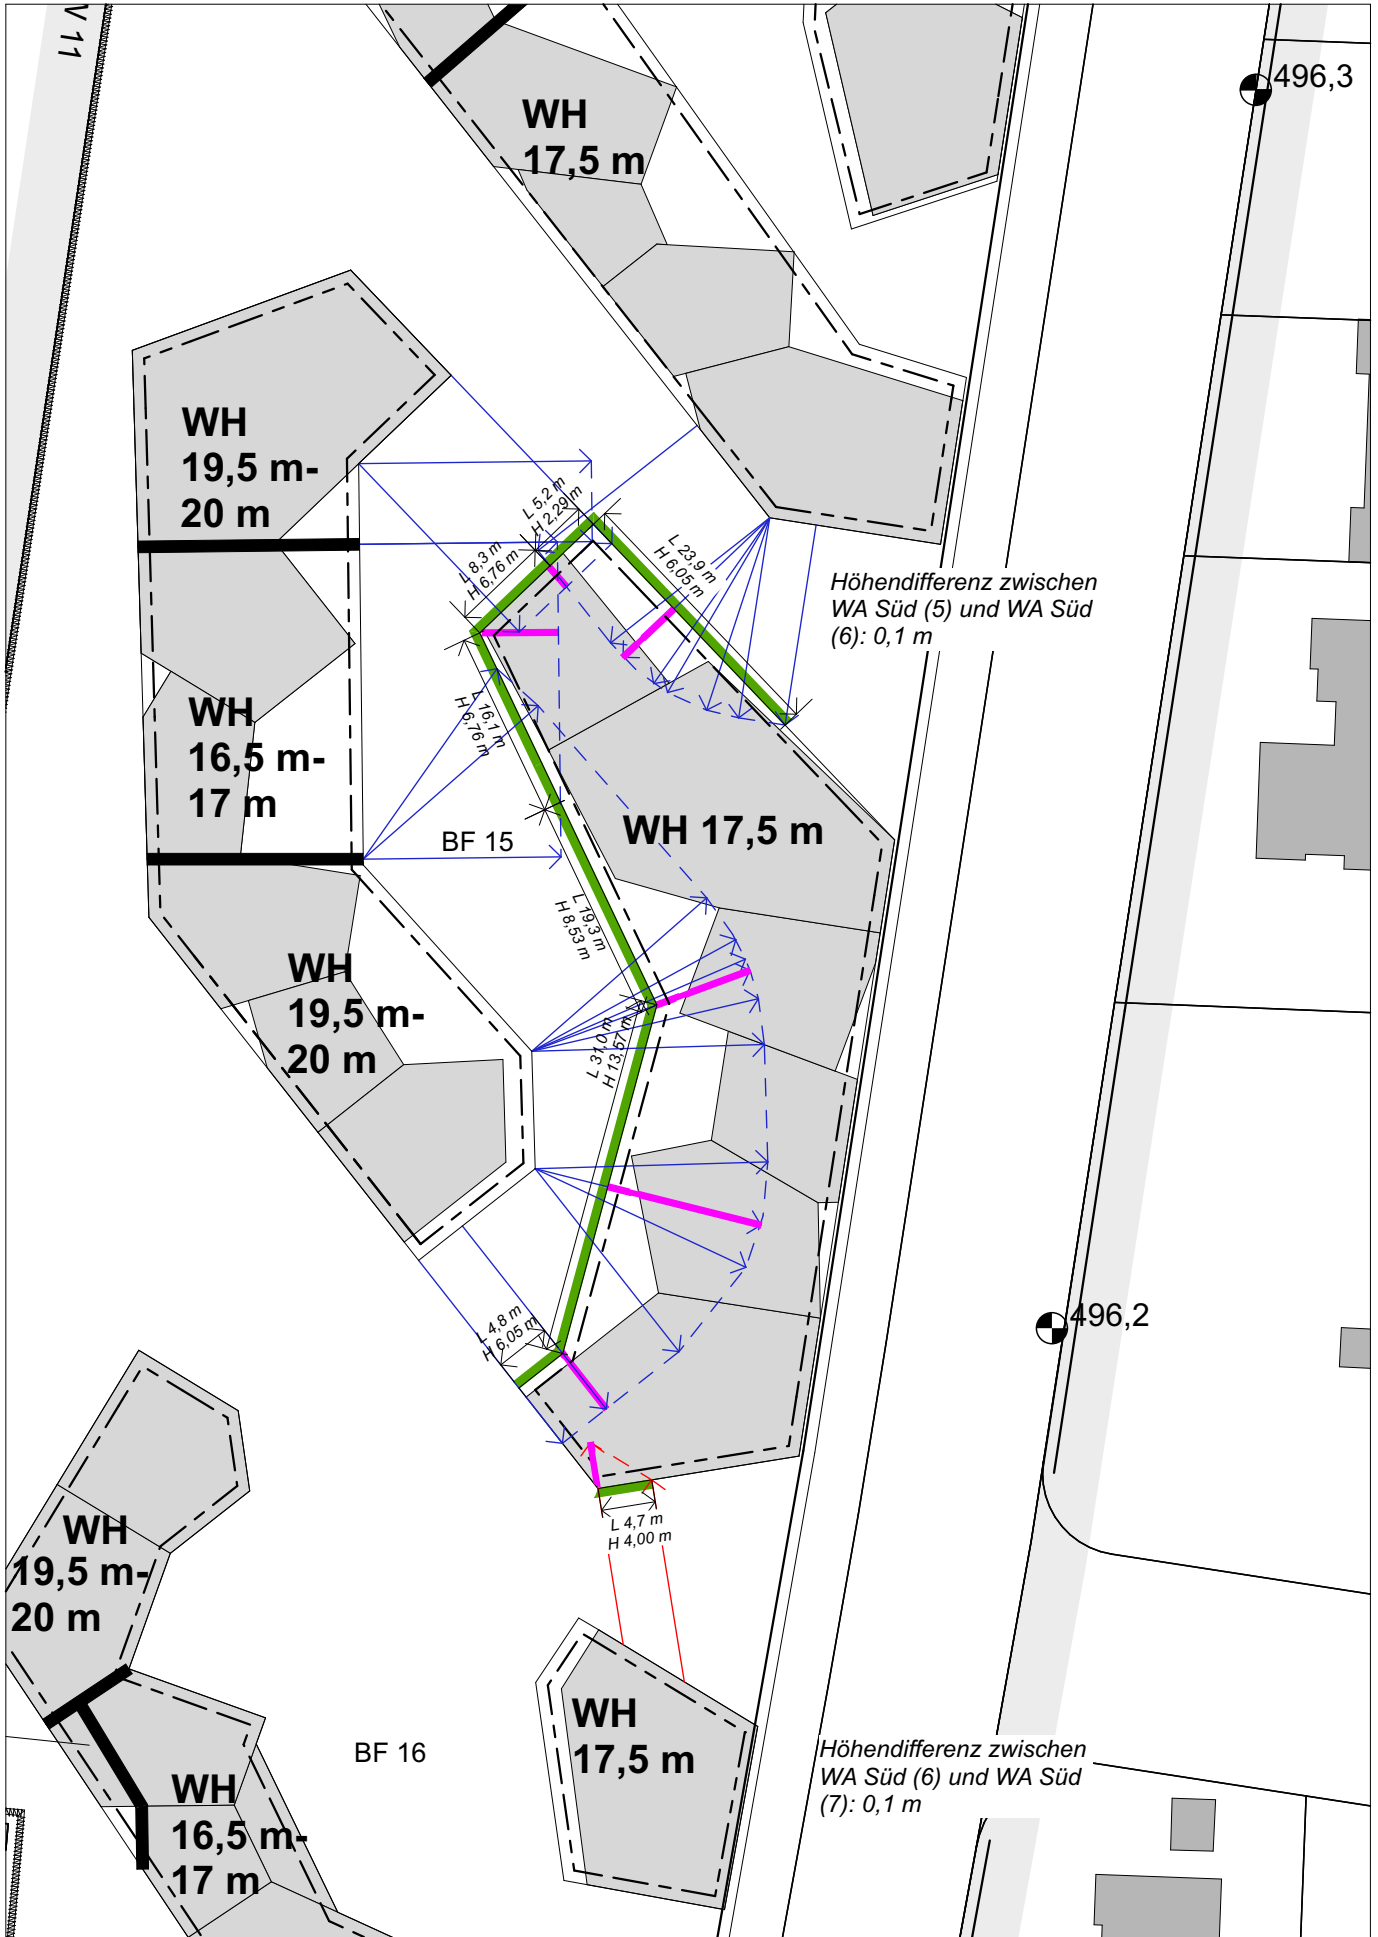 V 11
496,3
WH
17,5 m
WH
19,5 m-
20 m
L 5,2 m
H 2,29 m
L 8,3 m
H 6,76 m
L 23,9 m
H 6,05 m
Höhendifferenz zwischen
WA Süd (5) und WA Süd
(6): 0,1 m
L 16,1 m
H 6,76 m
WH
16,5 m-
17 m
BF 15
WH 17,5 m
L 19,3 m
H 8,53 m
WH
19,5 m-
20 m
L 31,0 m
H 13,57 m
L 4,8 m
H 6,05 m
496,2
L 4,7 m
H 4,00 m
WH
19,5 m-
20 m
WH
17,5 m
BF 16
Höhendifferenz zwischen
WA Süd (6) und WA Süd
(7): 0,1 m
WH
16,5 m-
17 m